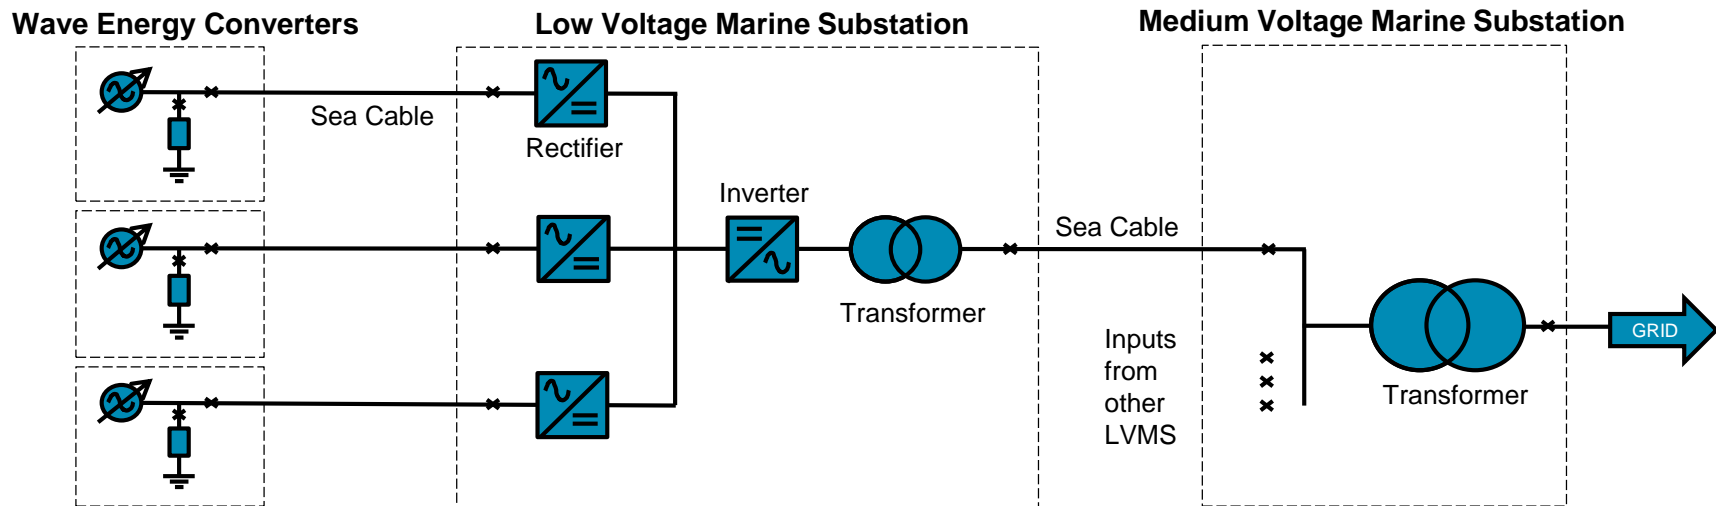 Wave Energy Converters
Low Voltage Marine Substation
Medium Voltage Marine Substation
Sea Cable
Rectifier
Inverter
Sea Cable
Transformer
Inputs
from
other
LVMS
GRID
Transformer